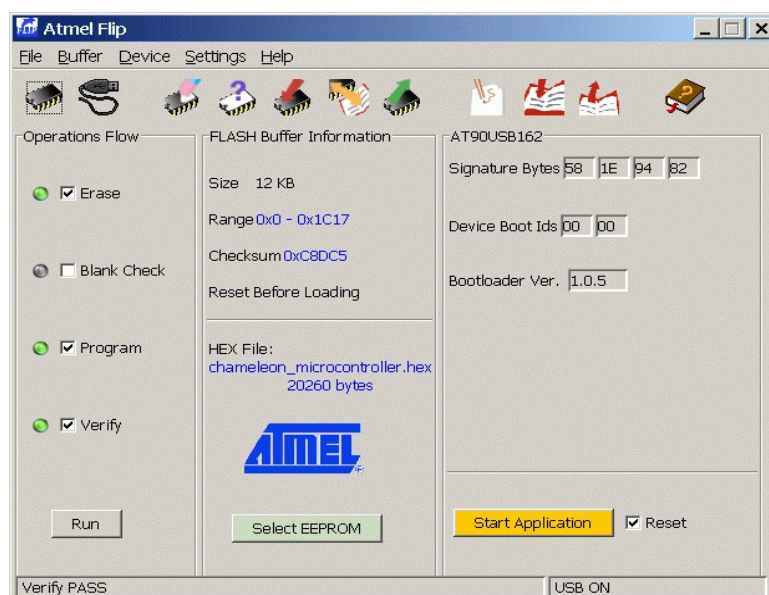 Atmel Flip
File Buffer Device Settings Help
Operations Flow
Erase
Blank Check
Program
Verify
Run
FLASH Buffer Information
Size 12 KB
Range 0x0 - 0x1C17
Checksum 0xC8DC5
Reset Before Loading
HEX File:
chameleon_microcontroller.hex
20260 bytes
ATMEL
Select EEPROM
AT90USB162
Signature Bytes 58 1E 94 82
Device Boot Ids 00 00
Bootloader Ver. 1.0.5
Start Application Reset
Verify PASS
USB ON